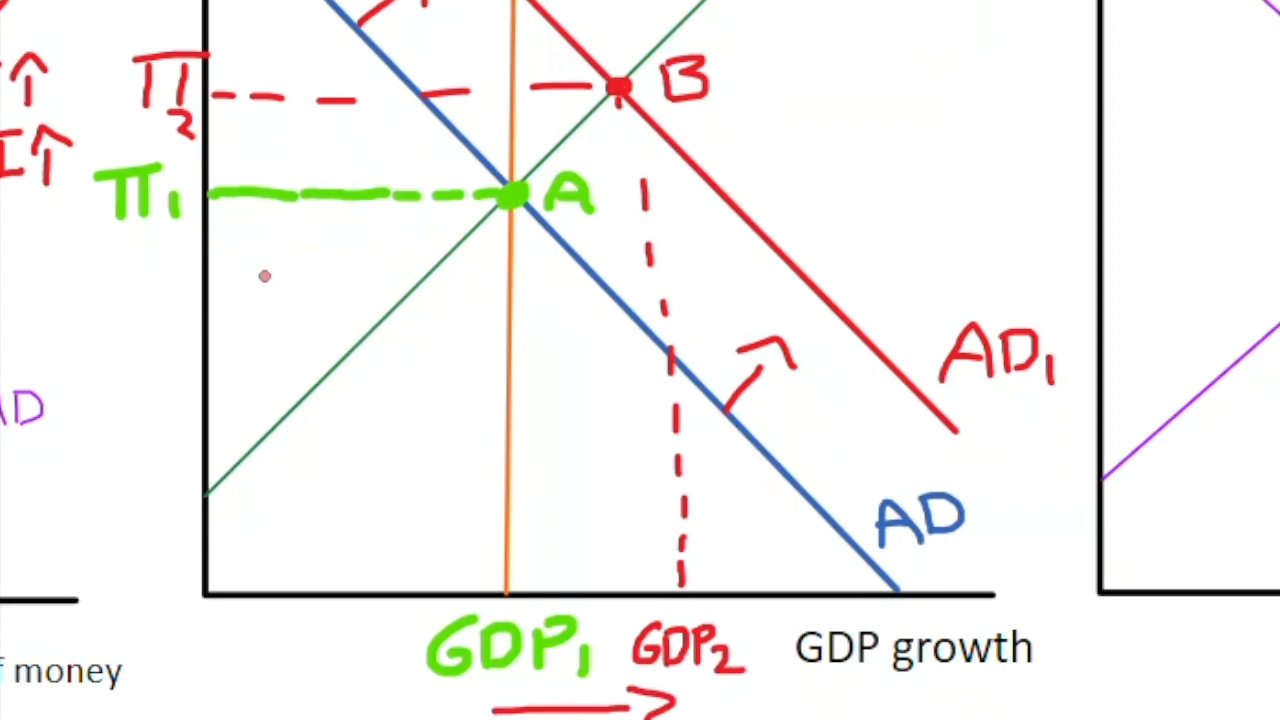 Π₂
B
I
Π₁
A
AD₁
D
AD
GDP₁ GDP₂ GDP growth
money